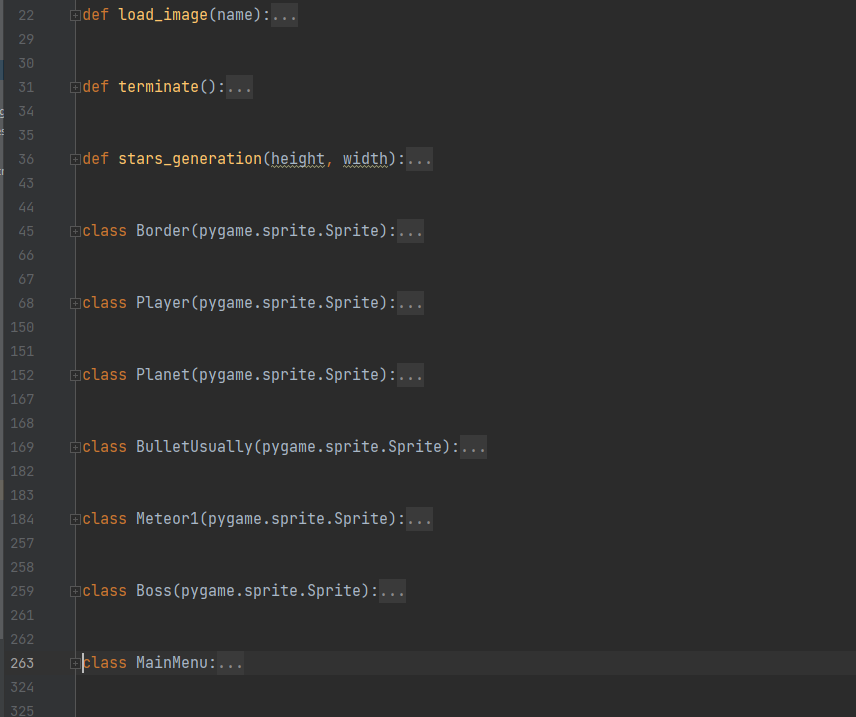 22 def load_image(name):...
29
30
31 def terminate():...
34
35
36 def stars_generation(height, width):...
43
44
45 class Border(pygame.sprite.Sprite):...
66
67
68 class Player(pygame.sprite.Sprite):...
150
151
152 class Planet(pygame.sprite.Sprite):...
167
168
169 class BulletUsually(pygame.sprite.Sprite):...
182
183
184 class Meteor1(pygame.sprite.Sprite):...
257
258
259 class Boss(pygame.sprite.Sprite):...
261
262
263 class MainMenu:...
324
325